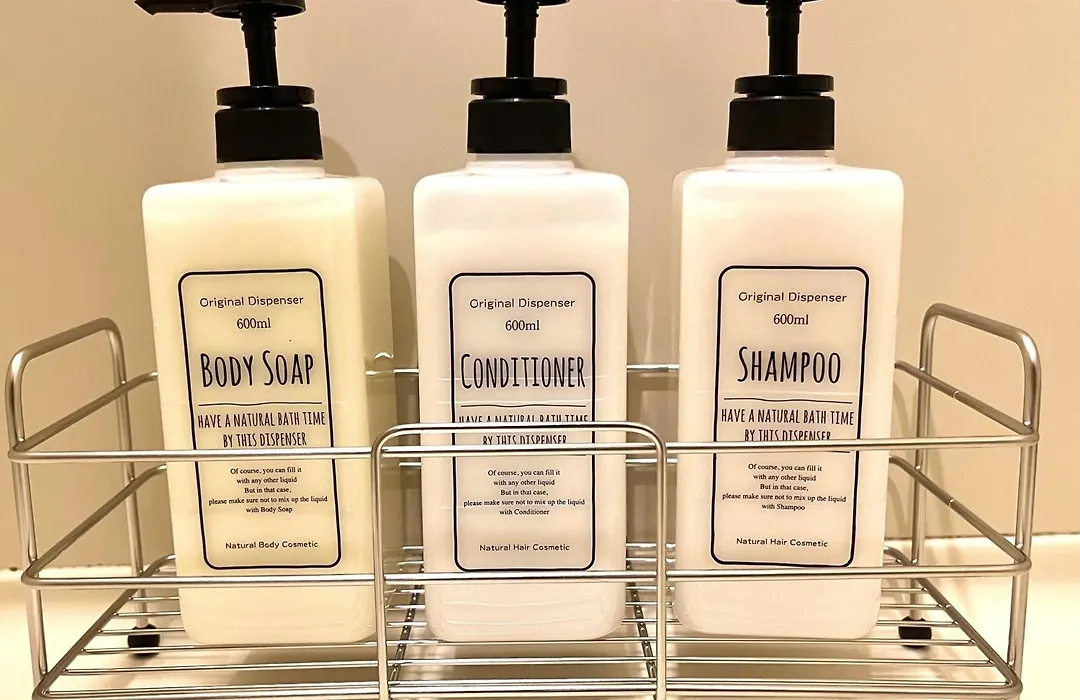 Original Dispenser
600ml
BODY SOAP
HAVE A NATURAL BATH TIME
BY THIS DISPENSER
Of course, you can fill it
with any other liquid
But in that case,
please make sure not to mix up the liquid
with Body Soap
Natural Body Cosmetic
Original Dispenser
600ml
CONDITIONER
HAVE A NATURAL BATH TIME
BY THIS DISPENSER
Of course, you can fill it
with any other liquid
But in that case,
please make sure not to mix up the liquid
with Conditioner
Natural Hair Cosmetic
Original Dispenser
600ml
SHAMPOO
HAVE A NATURAL BATH TIME
BY THIS DISPENSER
Of course, you can fill it
with any other liquid
But in that case,
please make sure not to mix up the liquid
with Shampoo
Natural Hair Cosmetic